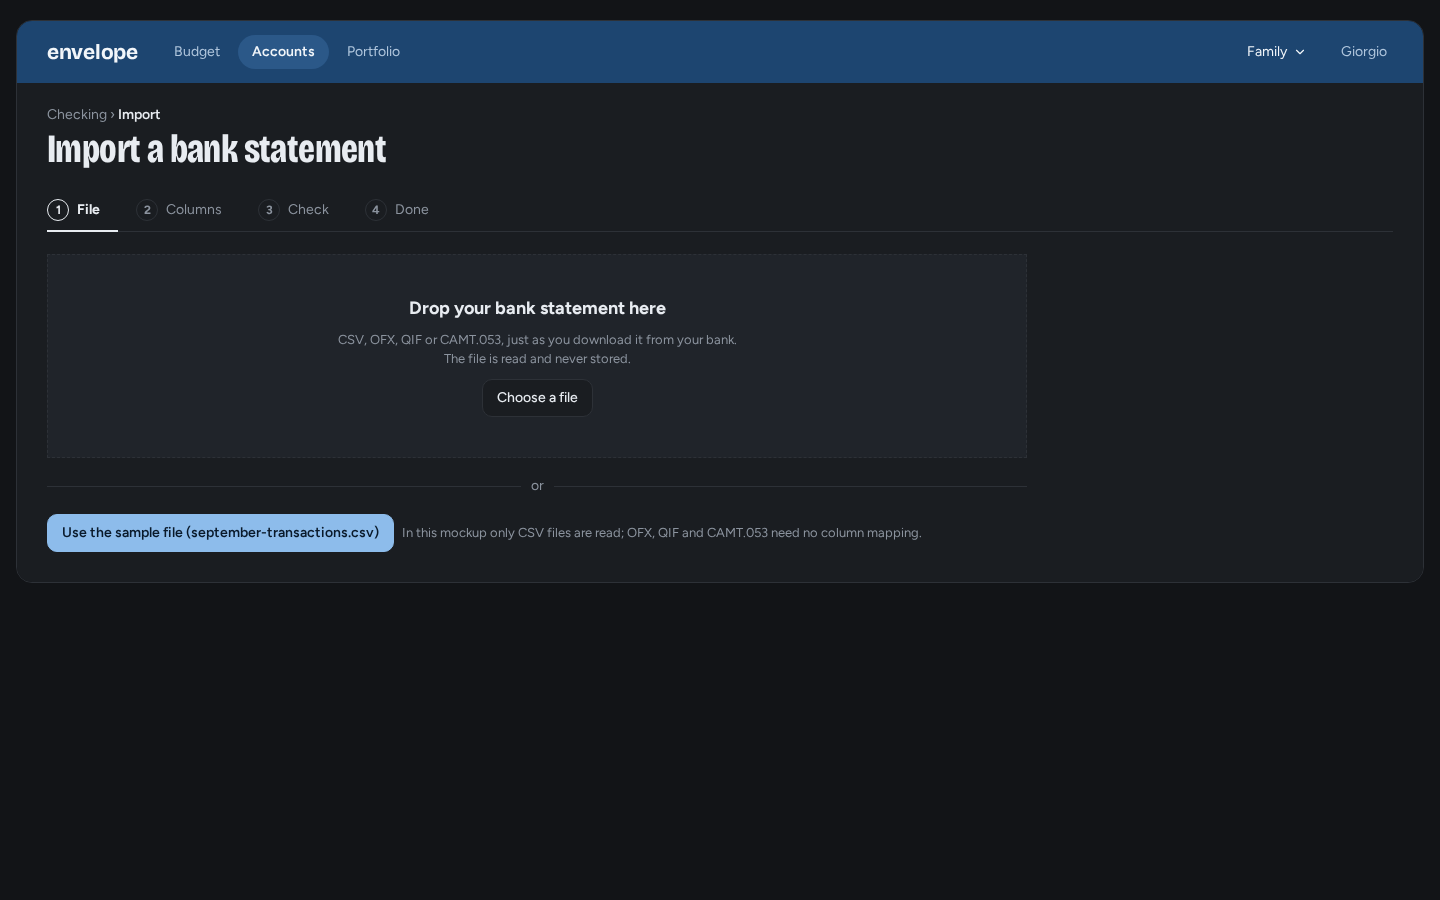 envelope Budget Accounts Portfolio Family Giorgio
Checking › Import
Import a bank statement
1 File 2 Columns 3 Check 4 Done
Drop your bank statement here
CSV, OFX, QIF or CAMT.053, just as you download it from your bank.
The file is read and never stored.
Choose a file
or
Use the sample file (september-transactions.csv) In this mockup only CSV files are read; OFX, QIF and CAMT.053 need no column mapping.